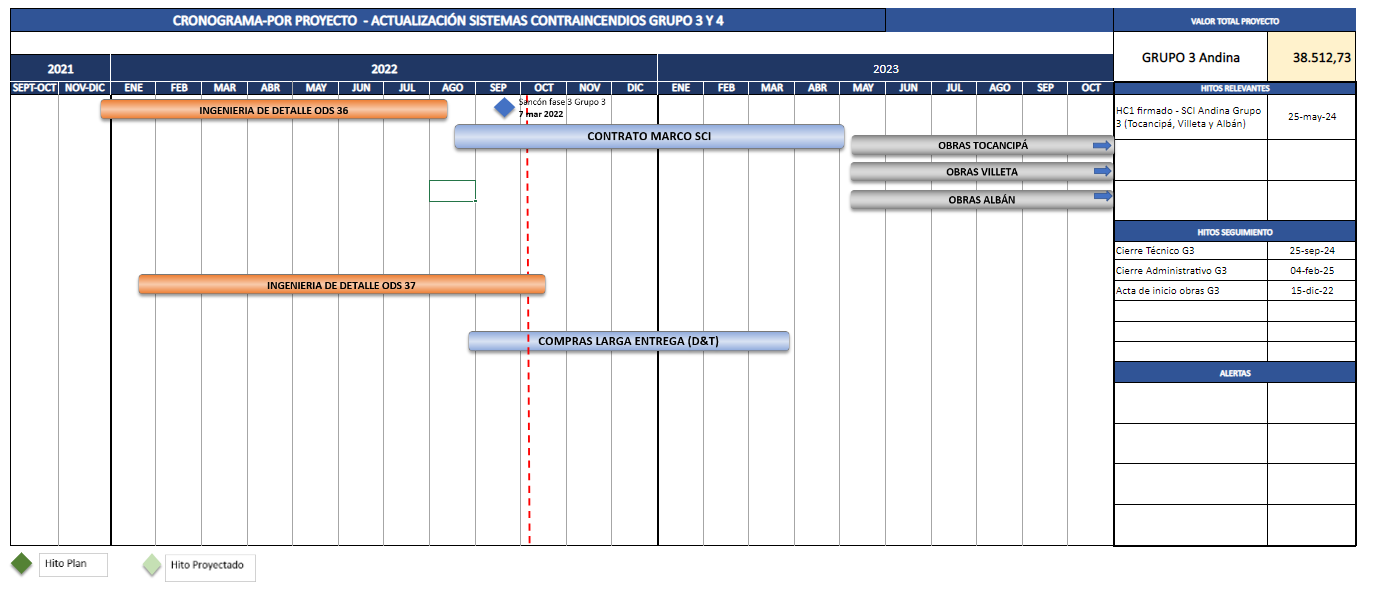 CRONOGRAMA-POR PROYECTO - ACTUALIZACIÓN SISTEMAS CONTRAINCENDIOS GRUPO 3 Y 4
VALOR TOTAL PROYECTO
GRUPO 3 Andina 38.512,73
2021 2022 2023
SEPT-OCT NOV-DIC ENE FEB MAR ABR MAY JUN JUL AGO SEP OCT NOV DIC ENE FEB MAR ABR MAY JUN JUL AGO SEP OCT
HITOS RELEVANTES
INGENIERIA DE DETALLE ODS 36
Sancón fase 3 Grupo 3
7 mar 2022
HC1 firmado - SCI Andina Grupo
3 (Tocancipá, Villeta y Albán)
25-may-24
CONTRATO MARCO SCI
OBRAS TOCANCIPÁ
OBRAS VILLETA
OBRAS ALBÁN
HITOS SEGUIMIENTO
Cierre Técnico G3 25-sep-24
Cierre Administrativo G3 04-feb-25
Acta de inicio obras G3 15-dic-22
INGENIERIA DE DETALLE ODS 37
COMPRAS LARGA ENTREGA (D&T)
ALERTAS
Hito Plan
Hito Proyectado